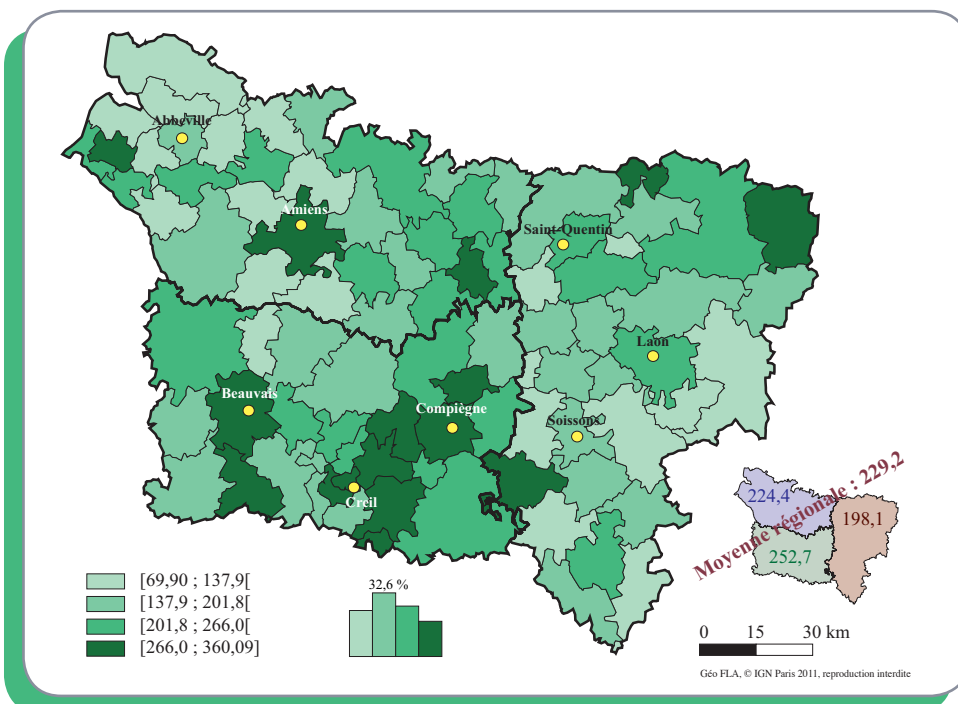 Abbeville
Amiens
Saint-Quentin
Laon
Beauvais
Compiègne
Soissons
Creil
[69,90 ; 137,9[
[137,9 ; 201,8[
[201,8 ; 266,0[
[266,0 ; 360,09]
32,6 %
Moyenne régionale : 229,2
224,4
198,1
252,7
0 15 30 km
Géo FLA, © IGN Paris 2011, reproduction interdite